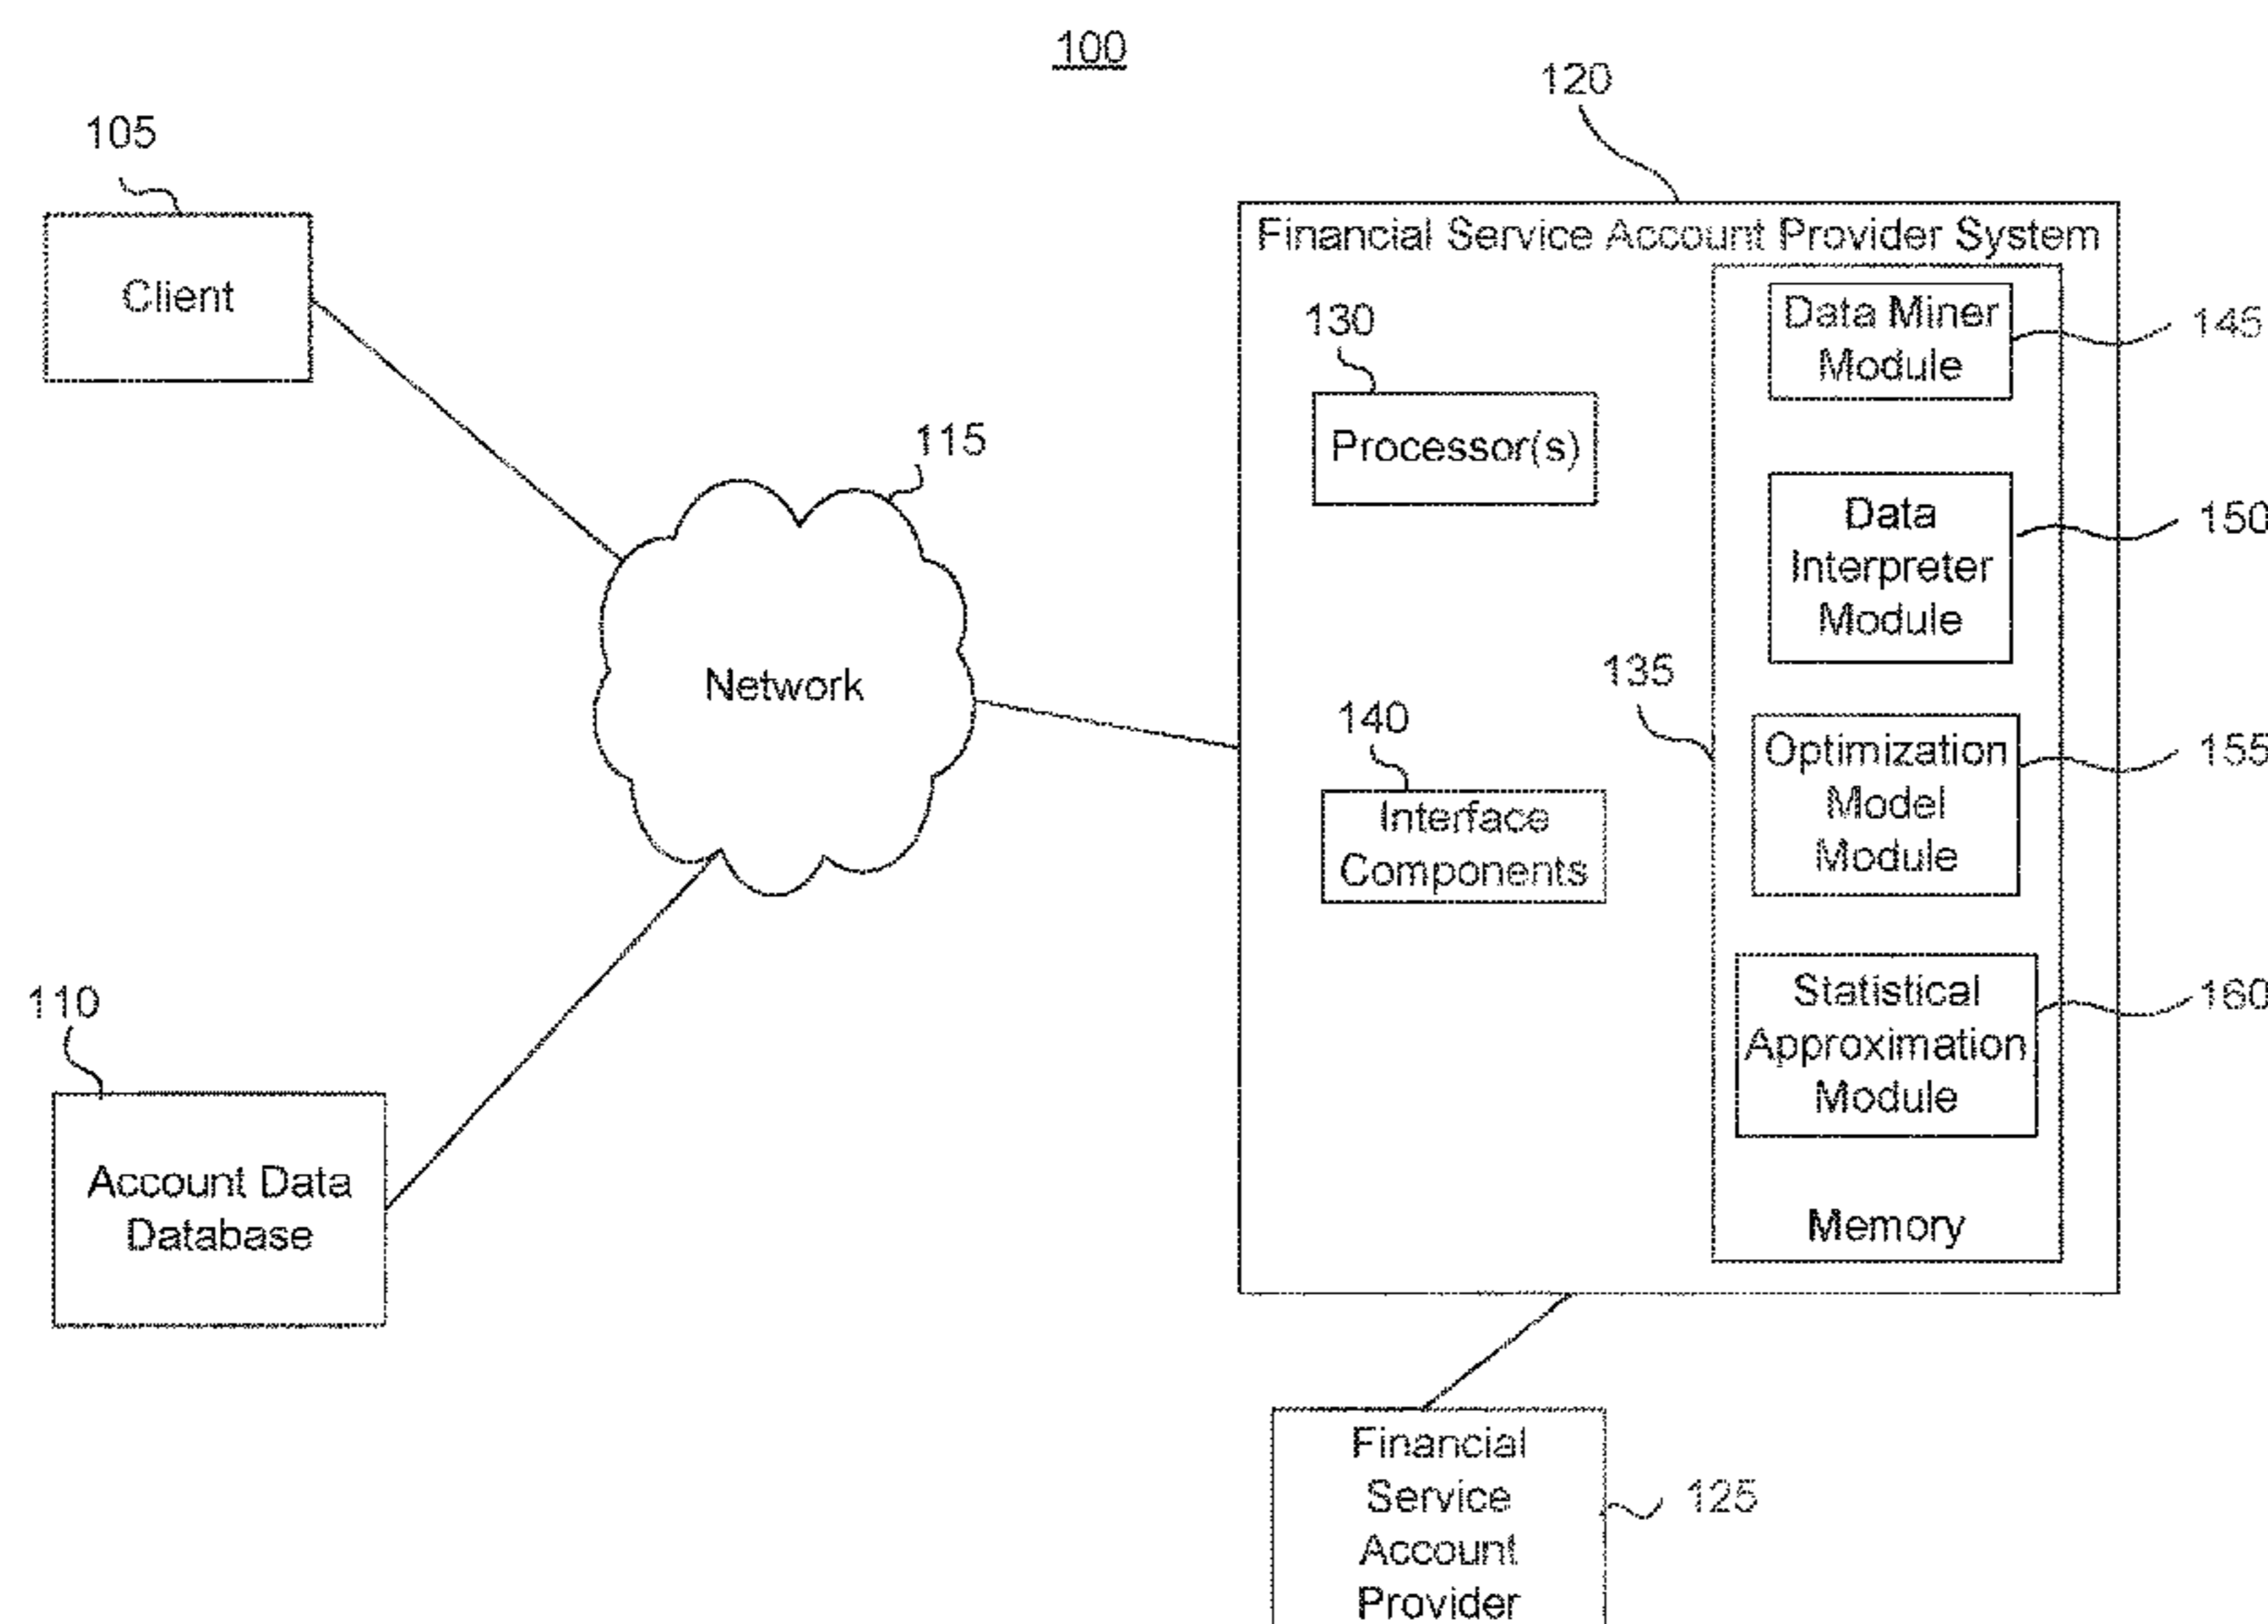 100
120
105
Client
Financial Service Account Provider System
130
Processor(s)
Data Miner
Module
145
115
Network
Data
Interpreter
Module
150
135
140
Interface
Components
Optimization
Model
Module
155
110
Account Data
Database
Statistical
Approximation
Module
160
Memory
Financial
Service
Account
Provider
125